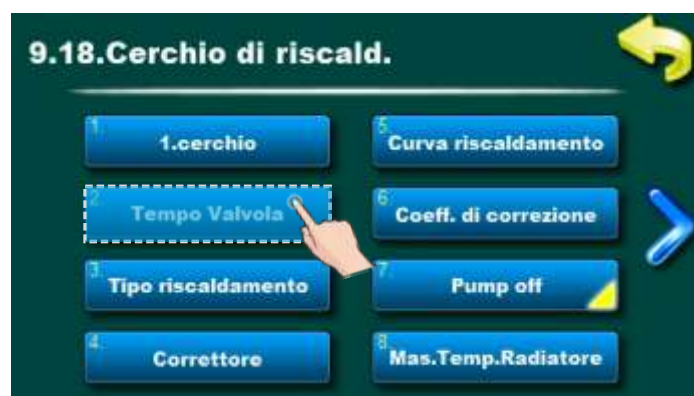 9.18.Cerchio di riscald.
1. 1.cerchio
2. Tempo Valvola
3. Tipo riscaldamento
4. Correttore
5. Curva riscaldamento
6. Coeff. di correzione
7. Pump off
8. Mas.Temp.Radiatore